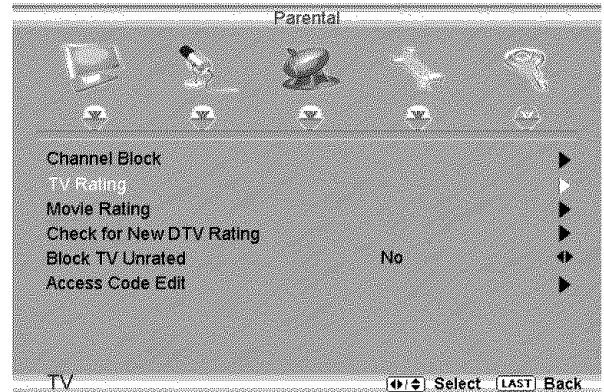 Parental
Channel Block
TV Rating
Movie Rating
Check for New DTV Rating
Block TV Unrated No
Access Code Edit
TV Select LAST Back